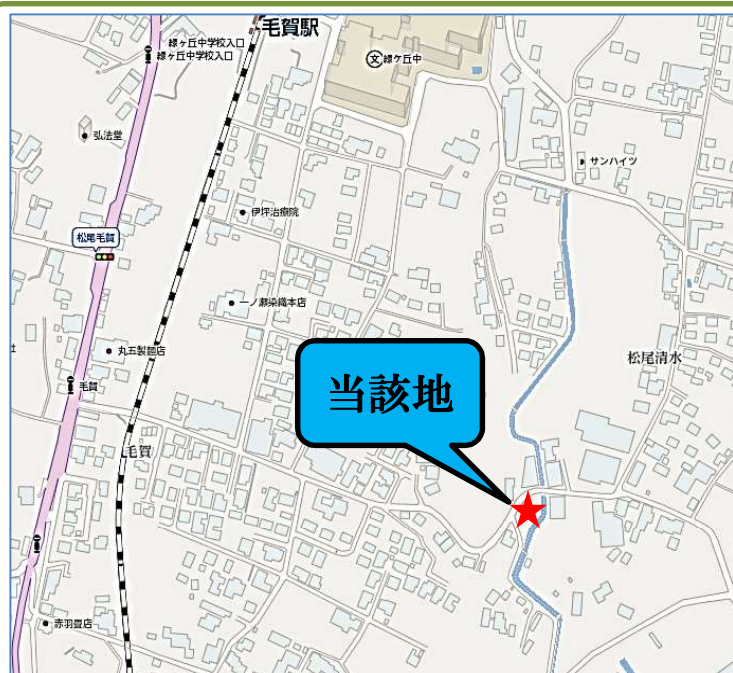 毛賀駅
緑ヶ丘中学校入口
緑ヶ丘中学校入口
緑ケ丘中
文
弘法堂
サンハイツ
伊坪治療院
松尾毛賀
一ノ瀬染織本店
丸五製麺店
松尾清水
毛賀
当該地
毛賀
赤羽畳店